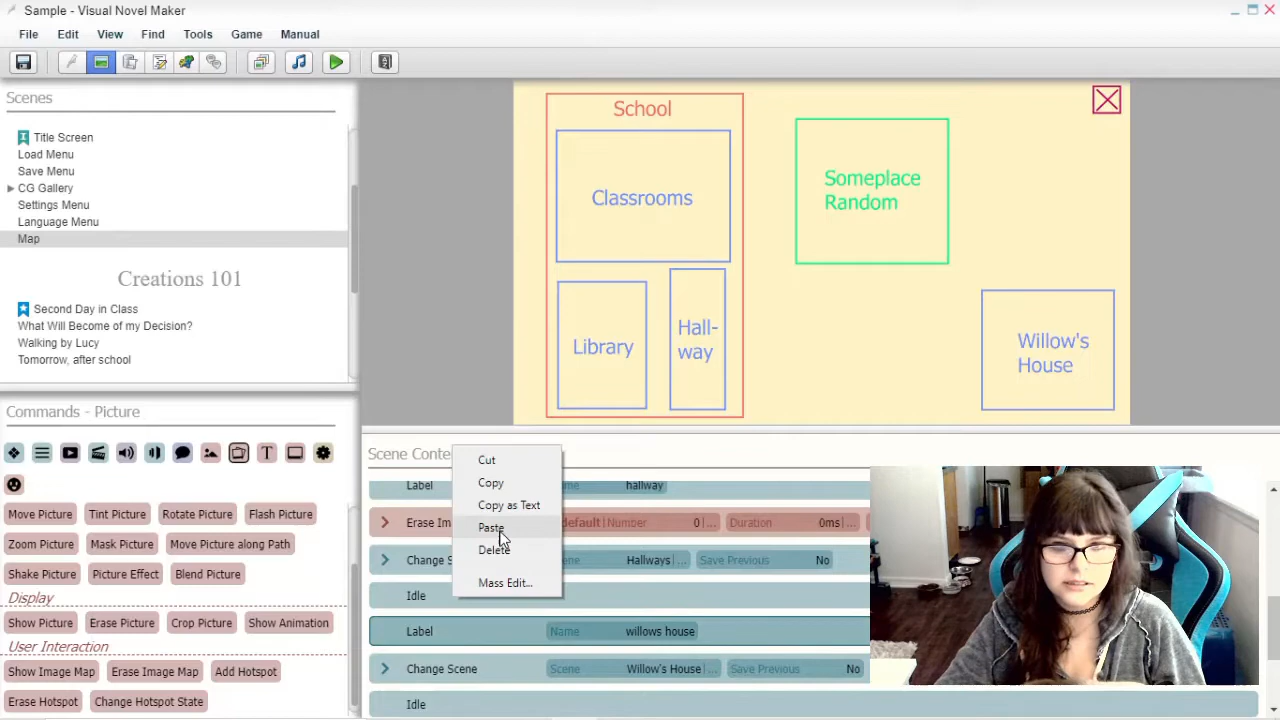 Sample - Visual Novel Maker
File Edit View Find Tools Game Manual
Scenes
Title Screen
Load Menu
Save Menu
CG Gallery
Settings Menu
Language Menu
Map
Creations 101
Second Day in Class
What Will Become of my Decision?
Walking by Lucy
Tomorrow, after school
School
Classrooms
Library
Hall-
way
Someplace
Random
Willow's
House
Commands - Picture
Move Picture Tint Picture Rotate Picture Flash Picture
Zoom Picture Mask Picture Move Picture along Path
Shake Picture Picture Effect Blend Picture
Display
Show Picture Erase Picture Crop Picture Show Animation
User Interaction
Show Image Map Erase Image Map Add Hotspot
Erase Hotspot Change Hotspot State
Scene Conte
Cut
Copy
Copy as Text
Paste
Delete
Mass Edit...
Label hallway
Erase Im default | Number 0 | ... Duration 0ms | ...
Change S Hallways | ... Save Previous No
Idle
Label Name willows house
Change Scene Scene Willow's House | ... Save Previous No
Idle